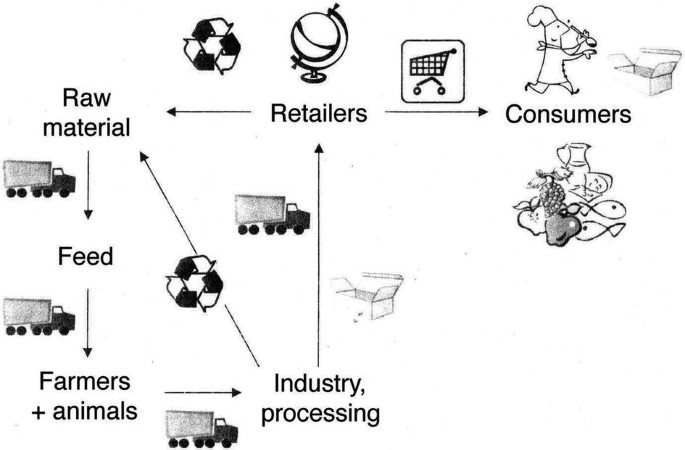 Raw
material
Retailers
Consumers
Feed
Farmers
+ animals
Industry,
processing